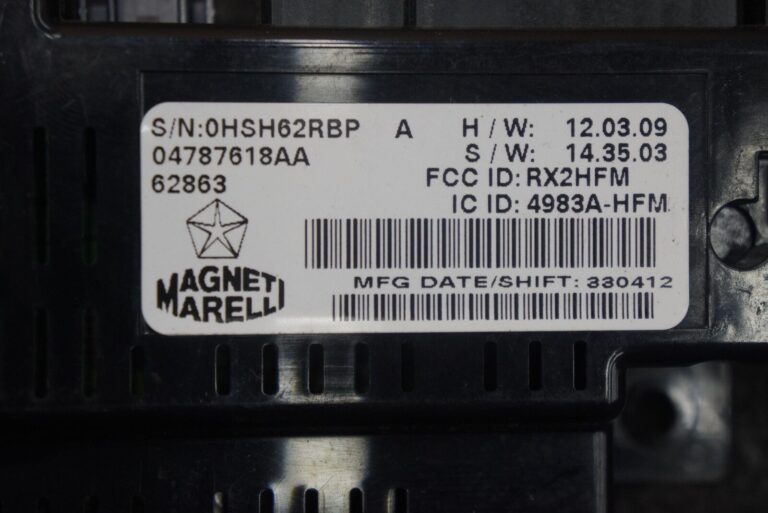 S/N:0HSH62RBP A H/W: 12.03.09
04787618AA S/W: 14.35.03
62863 FCC ID: RX2HFM
IC ID: 4983A-HFM
MAGNETI
MARELLI
MFG DATE/SHIFT: 330412